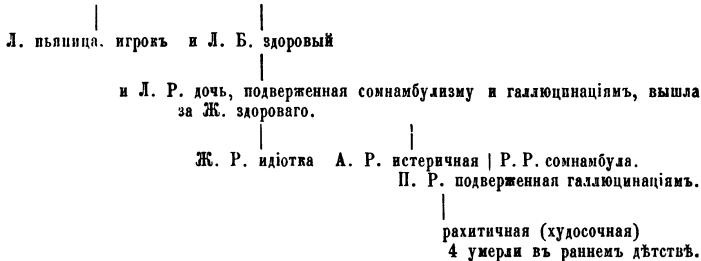 Л. пьяница, игрокъ и Л. Б. здоровый
и Л. Р. дочь, подверженная сомнамбулизму и галлюцинаціямъ, вышла
за Ж. здороваго.
Ж. Р. идіотка А. Р. истеричная | Р. Р. сомнамбула.
П. Р. подверженная галлюцинаціямъ.
рахитичная (худосочная)
4 умерли въ раннемъ дѣтствѣ.